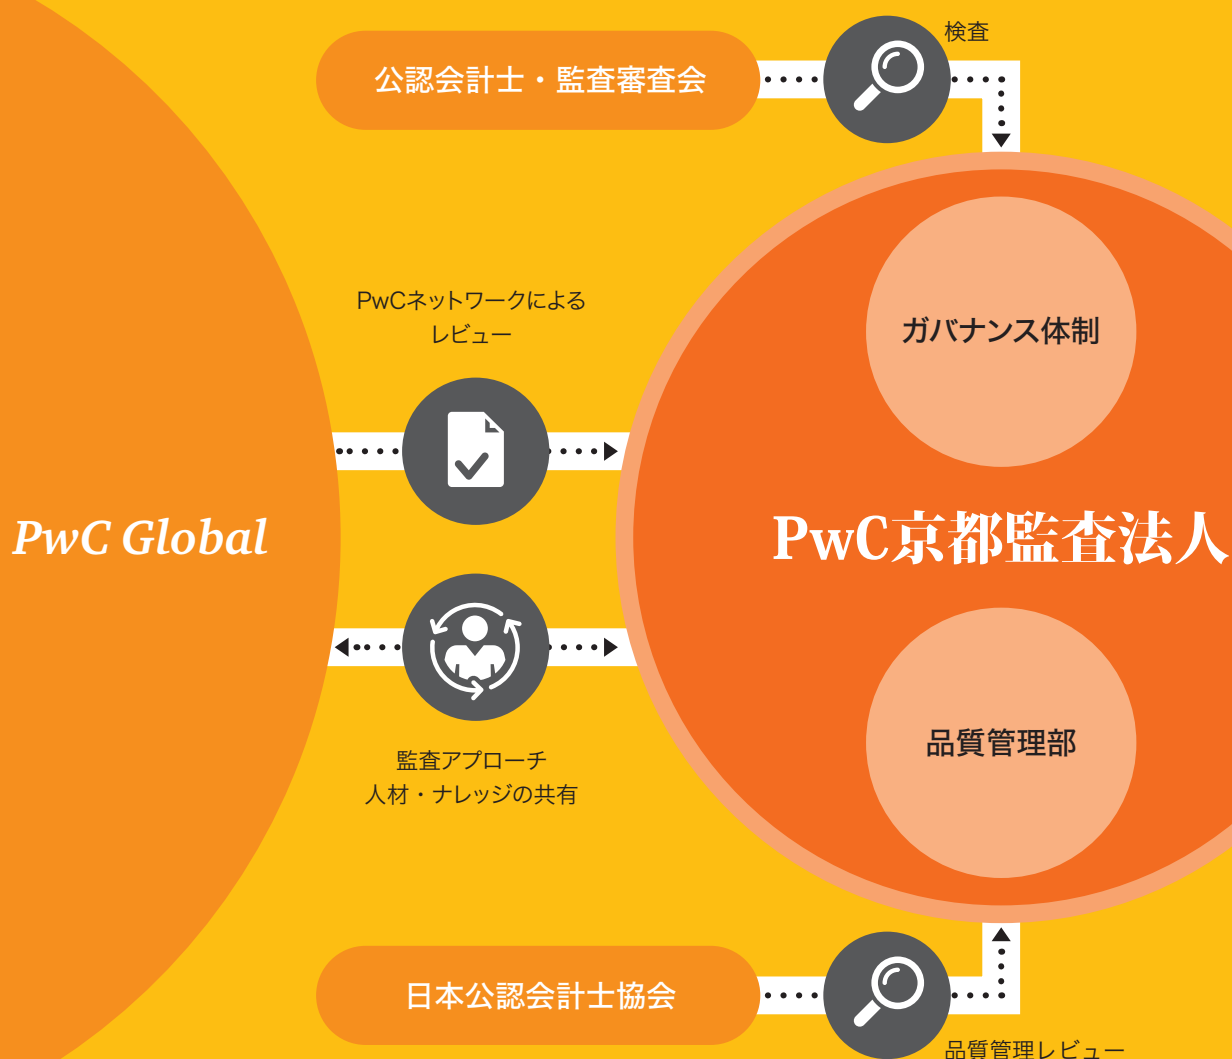 検査
公認会計士・監査審査会
PwCネットワークによる
レビュー
ガバナンス体制
PwC Global
PwC京都監査法人
品質管理部
監査アプローチ
人材・ナレッジの共有
日本公認会計士協会
品質管理レビュー